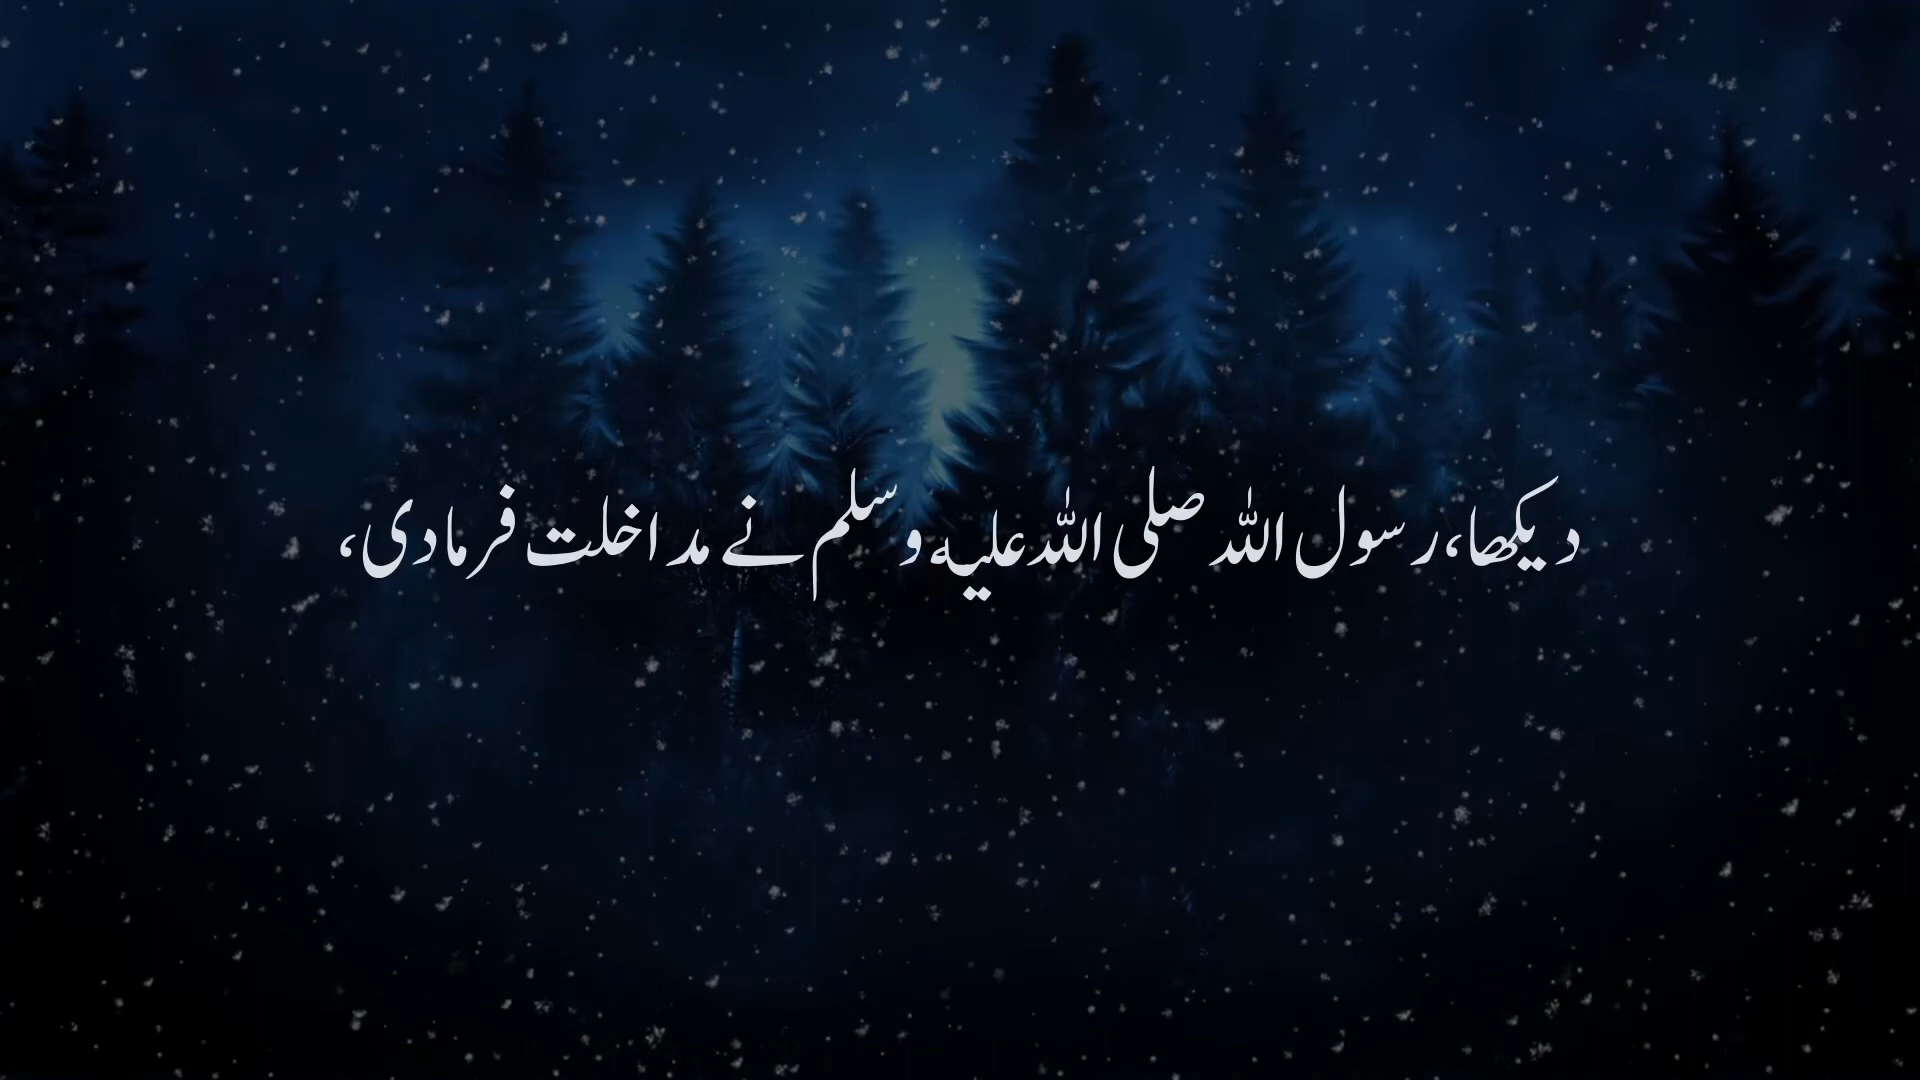 دیکھا، رسول اللہ صلی اللہ علیہ وسلم نے مداخلت فرمادی،